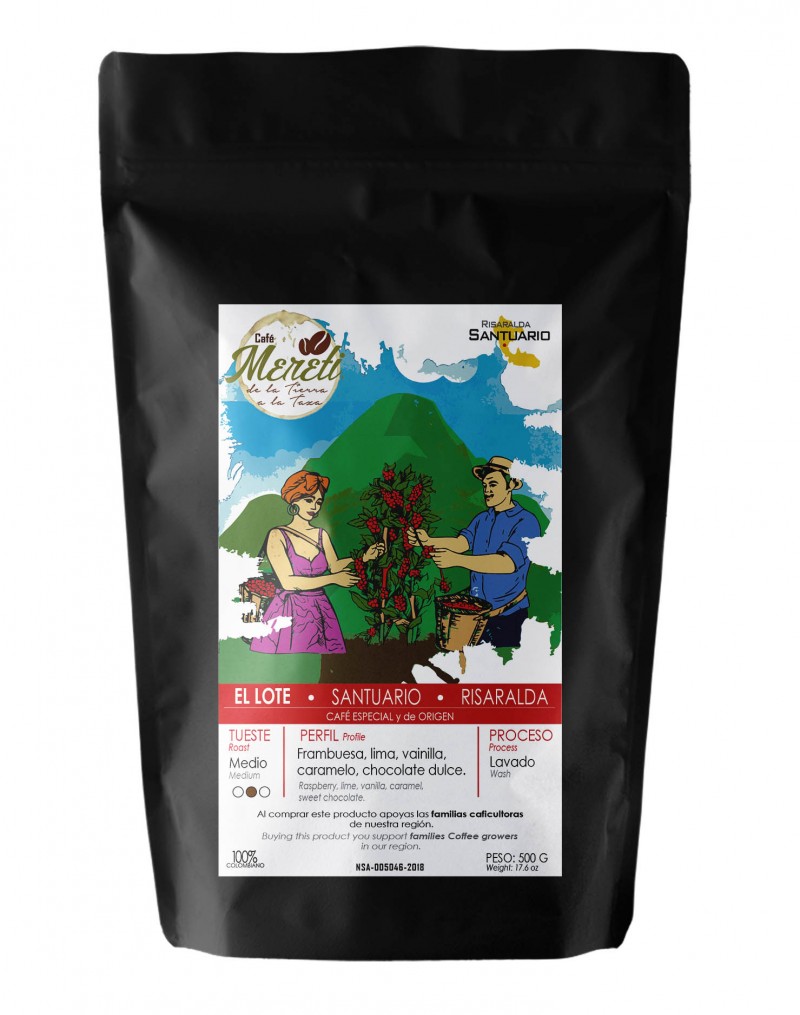 Café
Mereti
de la Tierra
a la Taza
RISARALDA
SANTUARIO
EL LOTE • SANTUARIO • RISARALDA
CAFÉ ESPECIAL y de ORIGEN
TUESTE
Roast
Medio
Medium
PERFIL Profile
Frambuesa, lima, vainilla,
caramelo, chocolate dulce.
Raspberry, lime, vanilla, caramel,
sweet chocolate.
PROCESO
Process
Lavado
Wash
Al comprar este producto apoyas las familias caficultoras
de nuestra región.
Buying this product you support families Coffee growers
in our region.
100%
COLOMBIANO
NSA-005046-2018
PESO: 500 G
Weight: 17.6 oz